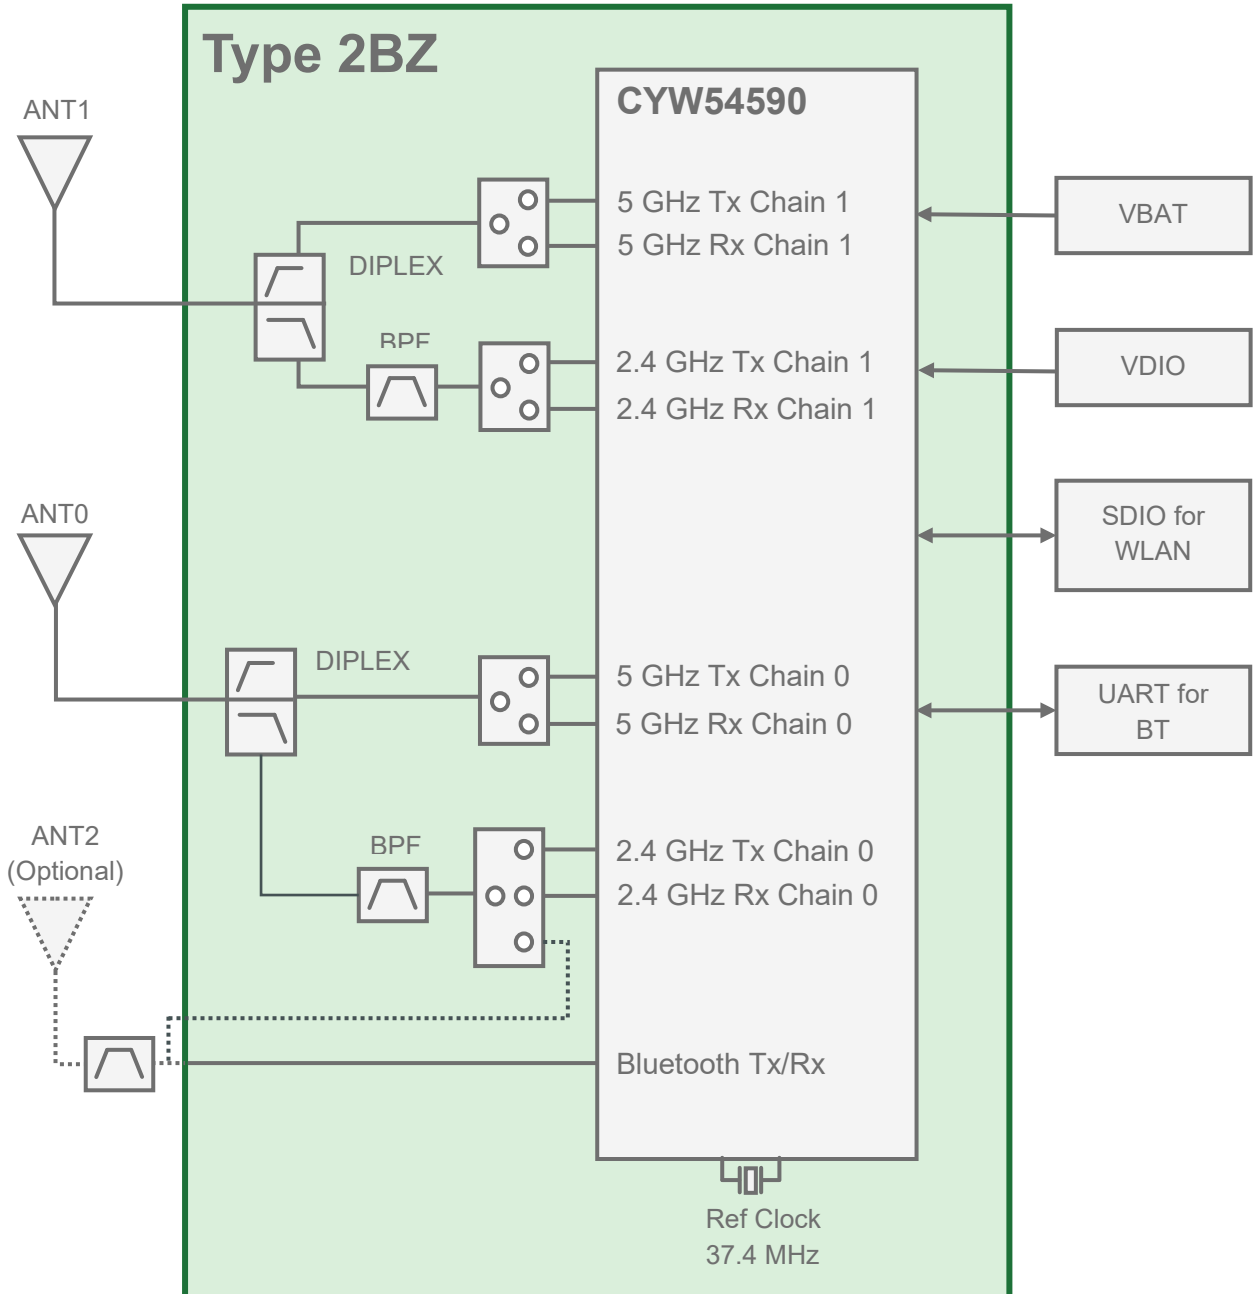 Type 2BZ
CYW54590
ANT1
5 GHz Tx Chain 1
5 GHz Rx Chain 1
DIPLEX
BPF
2.4 GHz Tx Chain 1
2.4 GHz Rx Chain 1
VBAT
VDIO
SDIO for
WLAN
UART for
BT
ANT0
DIPLEX
5 GHz Tx Chain 0
5 GHz Rx Chain 0
ANT2
(Optional)
BPF
2.4 GHz Tx Chain 0
2.4 GHz Rx Chain 0
Bluetooth Tx/Rx
Ref Clock
37.4 MHz